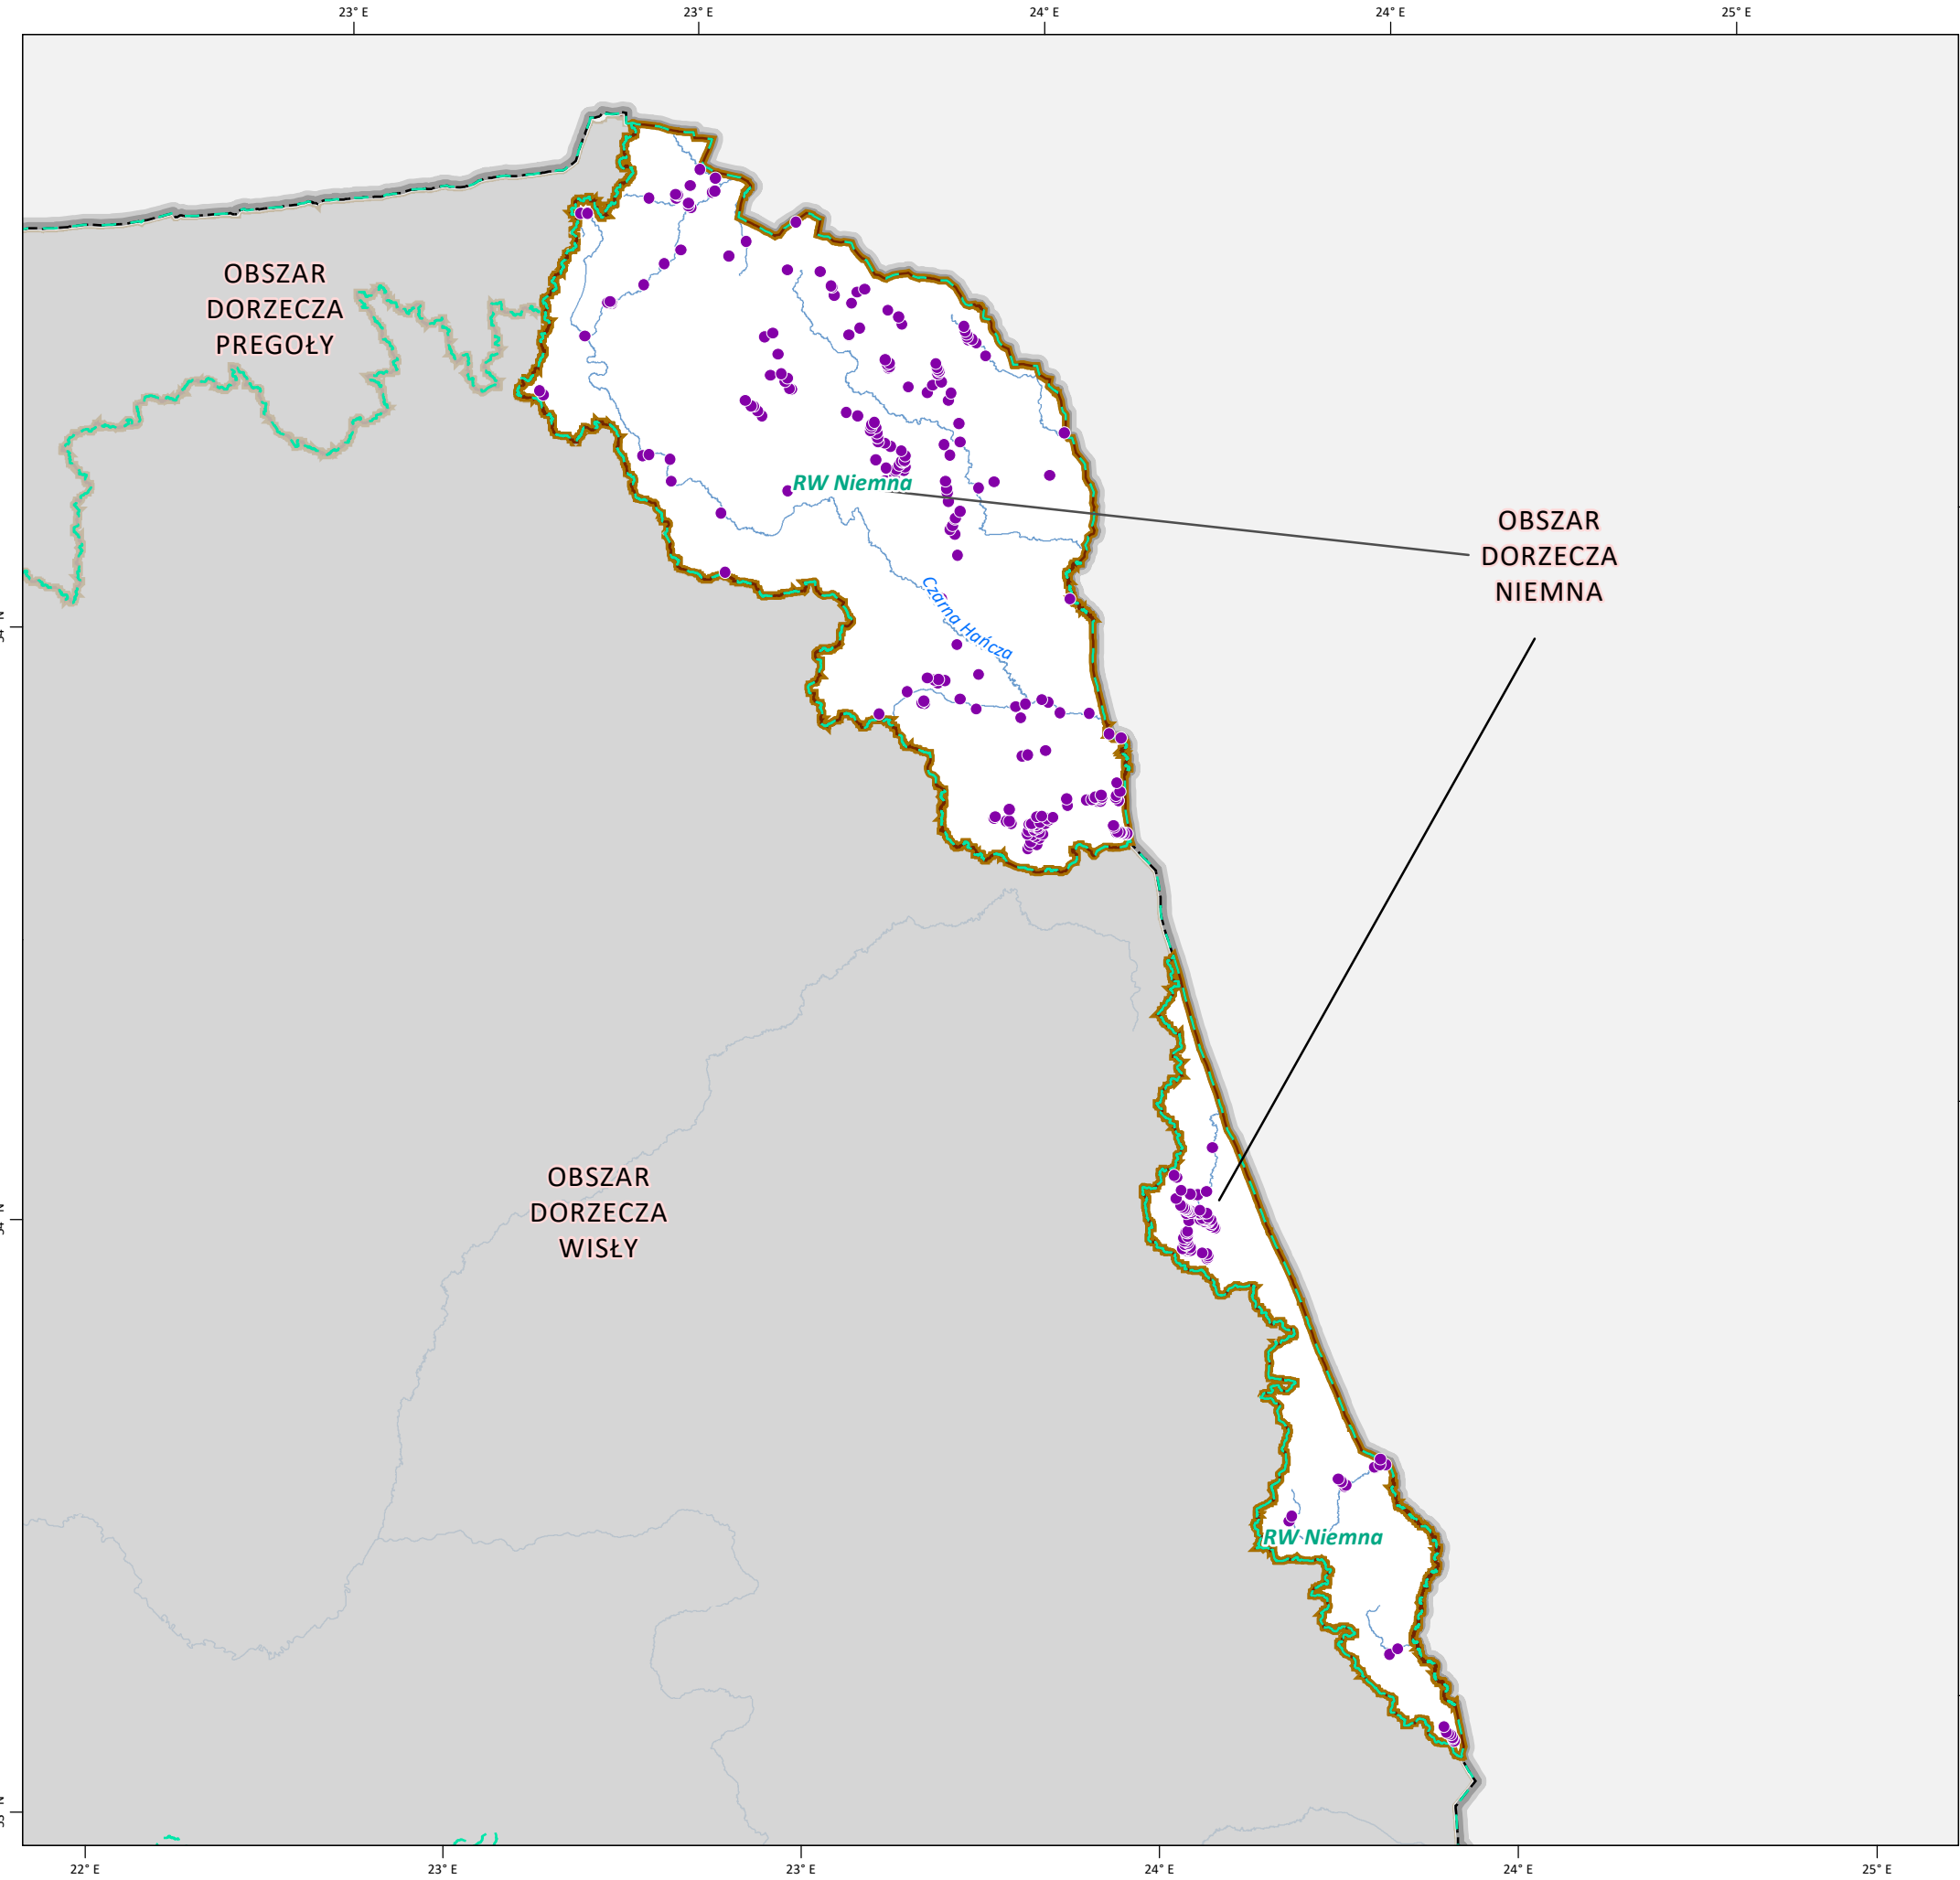 23° E
23° E
24° E
24° E
25° E
OBSZAR
DORZECZA
PREGOŁY
RW Niemna
OBSZAR
DORZECZA
NIEMNA
Czarna Hańcza
OBSZAR
DORZECZA
WISŁY
RW Niemna
22° E
23° E
23° E
24° E
24° E
25° E